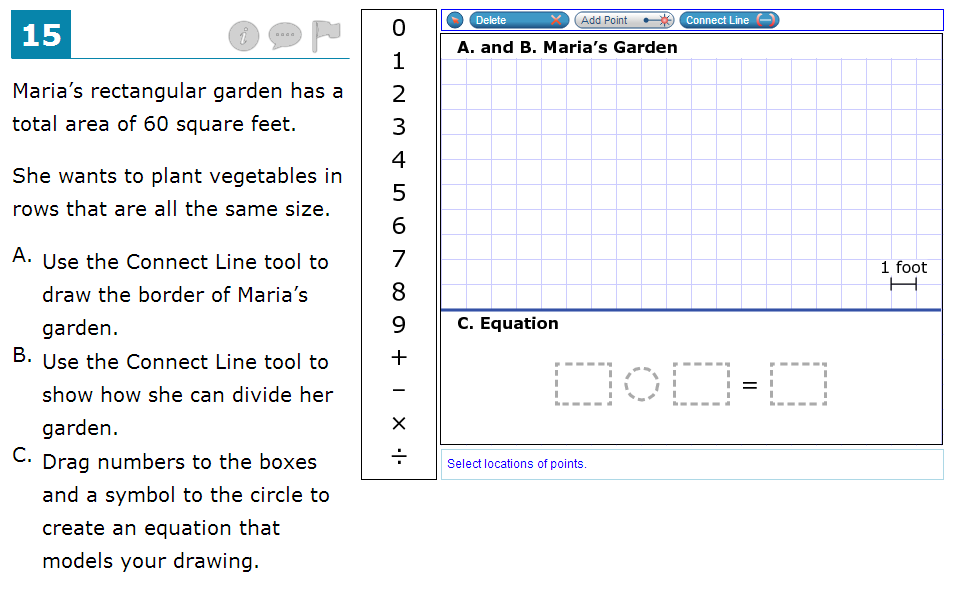 15
Maria’s rectangular garden has a
total area of 60 square feet.
She wants to plant vegetables in
rows that are all the same size.
A. Use the Connect Line tool to
draw the border of Maria’s
garden.
B. Use the Connect Line tool to
show how she can divide her
garden.
C. Drag numbers to the boxes
and a symbol to the circle to
create an equation that
models your drawing.
0
1
2
3
4
5
6
7
8
9
+
−
×
÷
Delete Add Point Connect Line
A. and B. Maria’s Garden
1 foot
C. Equation
=
Select locations of points.